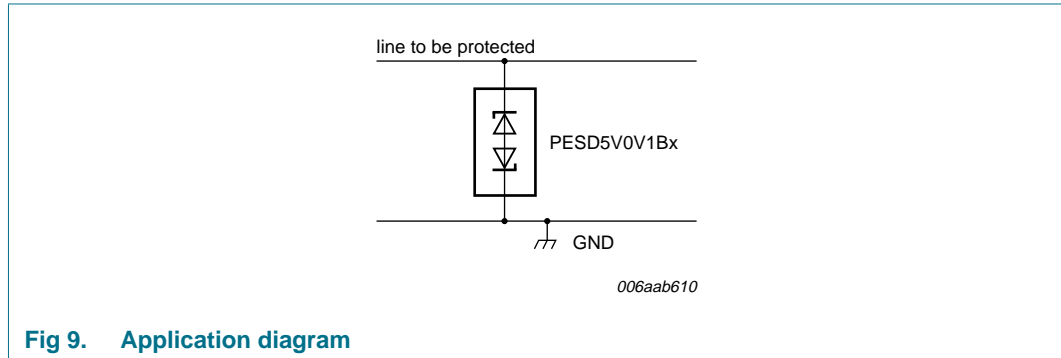 line to be protected
PESD5V0V1Bx
GND
006aab610
Fig 9. Application diagram